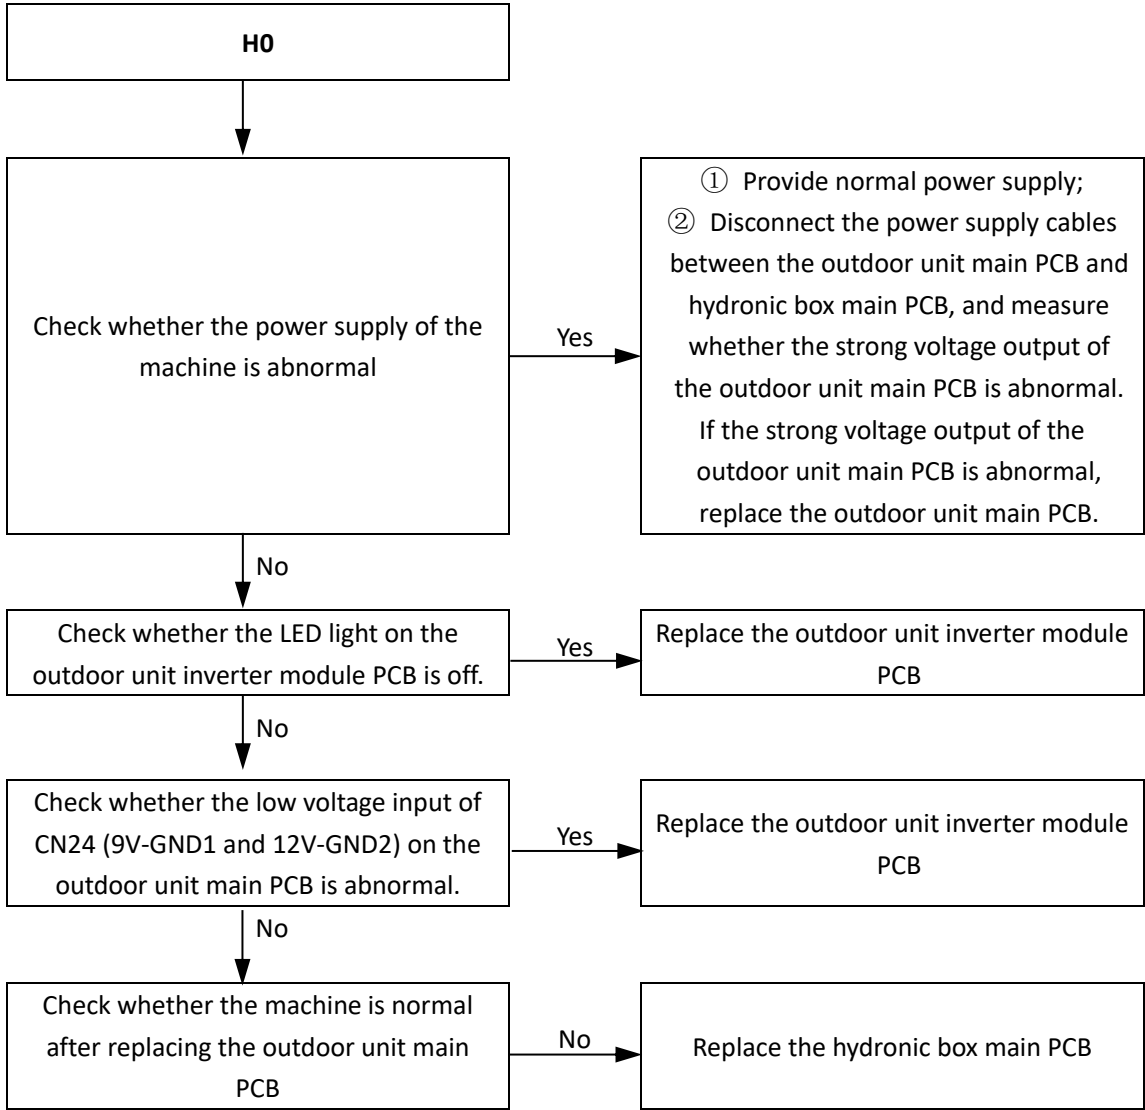 H0
Check whether the power supply of the
machine is abnormal
Yes
① Provide normal power supply;
② Disconnect the power supply cables
between the outdoor unit main PCB and
hydronic box main PCB, and measure
whether the strong voltage output of
the outdoor unit main PCB is abnormal.
If the strong voltage output of the
outdoor unit main PCB is abnormal,
replace the outdoor unit main PCB.
No
Check whether the LED light on the
outdoor unit inverter module PCB is off.
Yes
Replace the outdoor unit inverter module
PCB
No
Check whether the low voltage input of
CN24 (9V-GND1 and 12V-GND2) on the
outdoor unit main PCB is abnormal.
Yes
Replace the outdoor unit inverter module
PCB
No
Check whether the machine is normal
after replacing the outdoor unit main
PCB
No
Replace the hydronic box main PCB